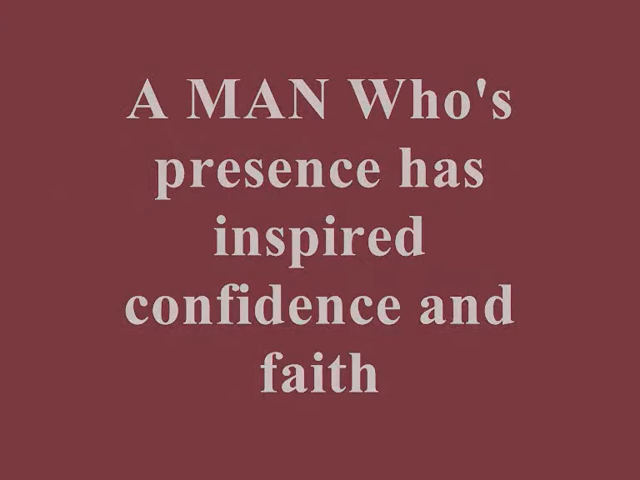 A MAN Who's
presence has
inspired
confidence and
faith